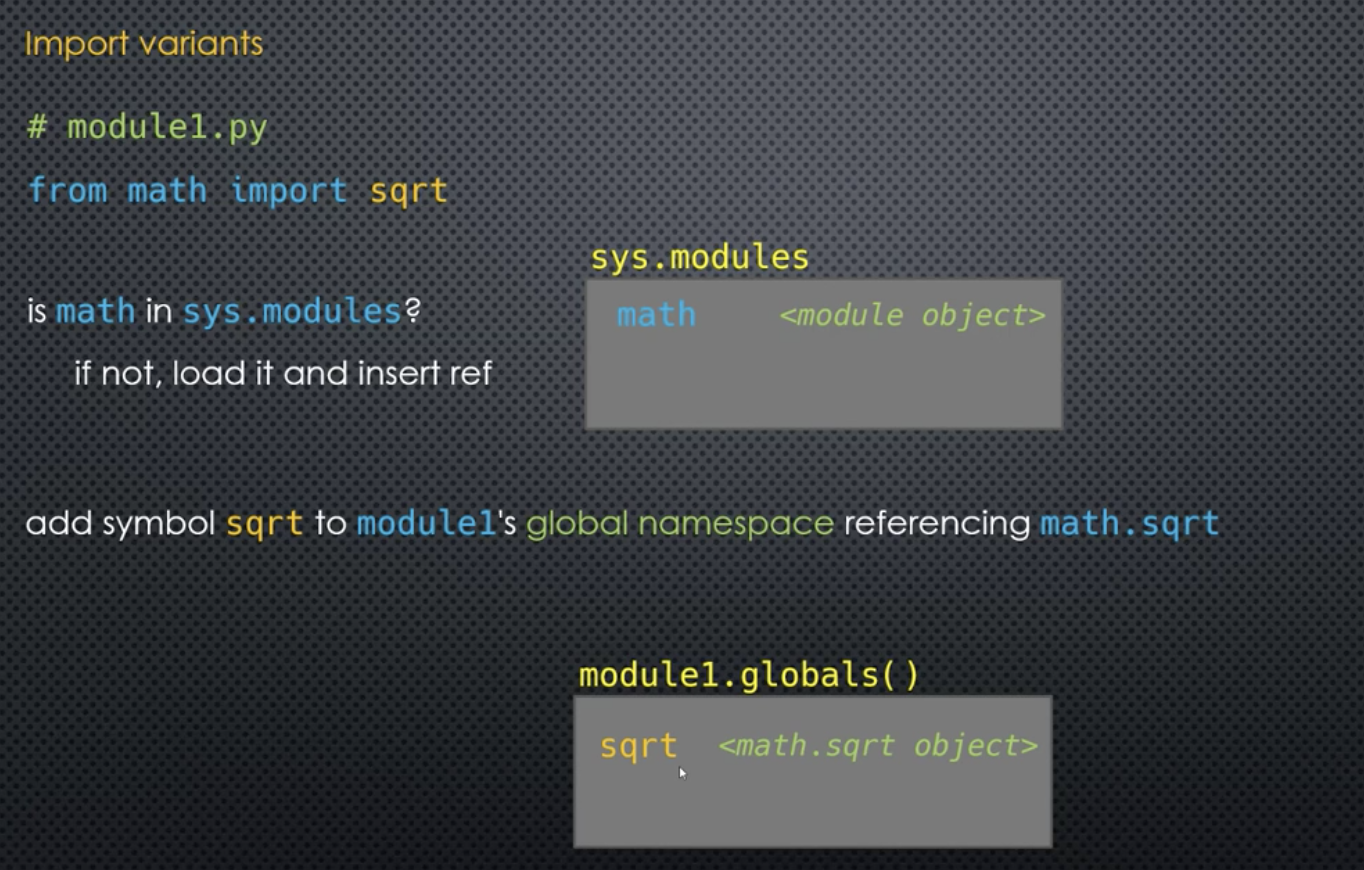 Import variants
# module1.py
from math import sqrt
sys.modules
is math in sys.modules?
math <module object>
if not, load it and insert ref
add symbol sqrt to module1's global namespace referencing math.sqrt
module1.globals()
sqrt <math.sqrt object>